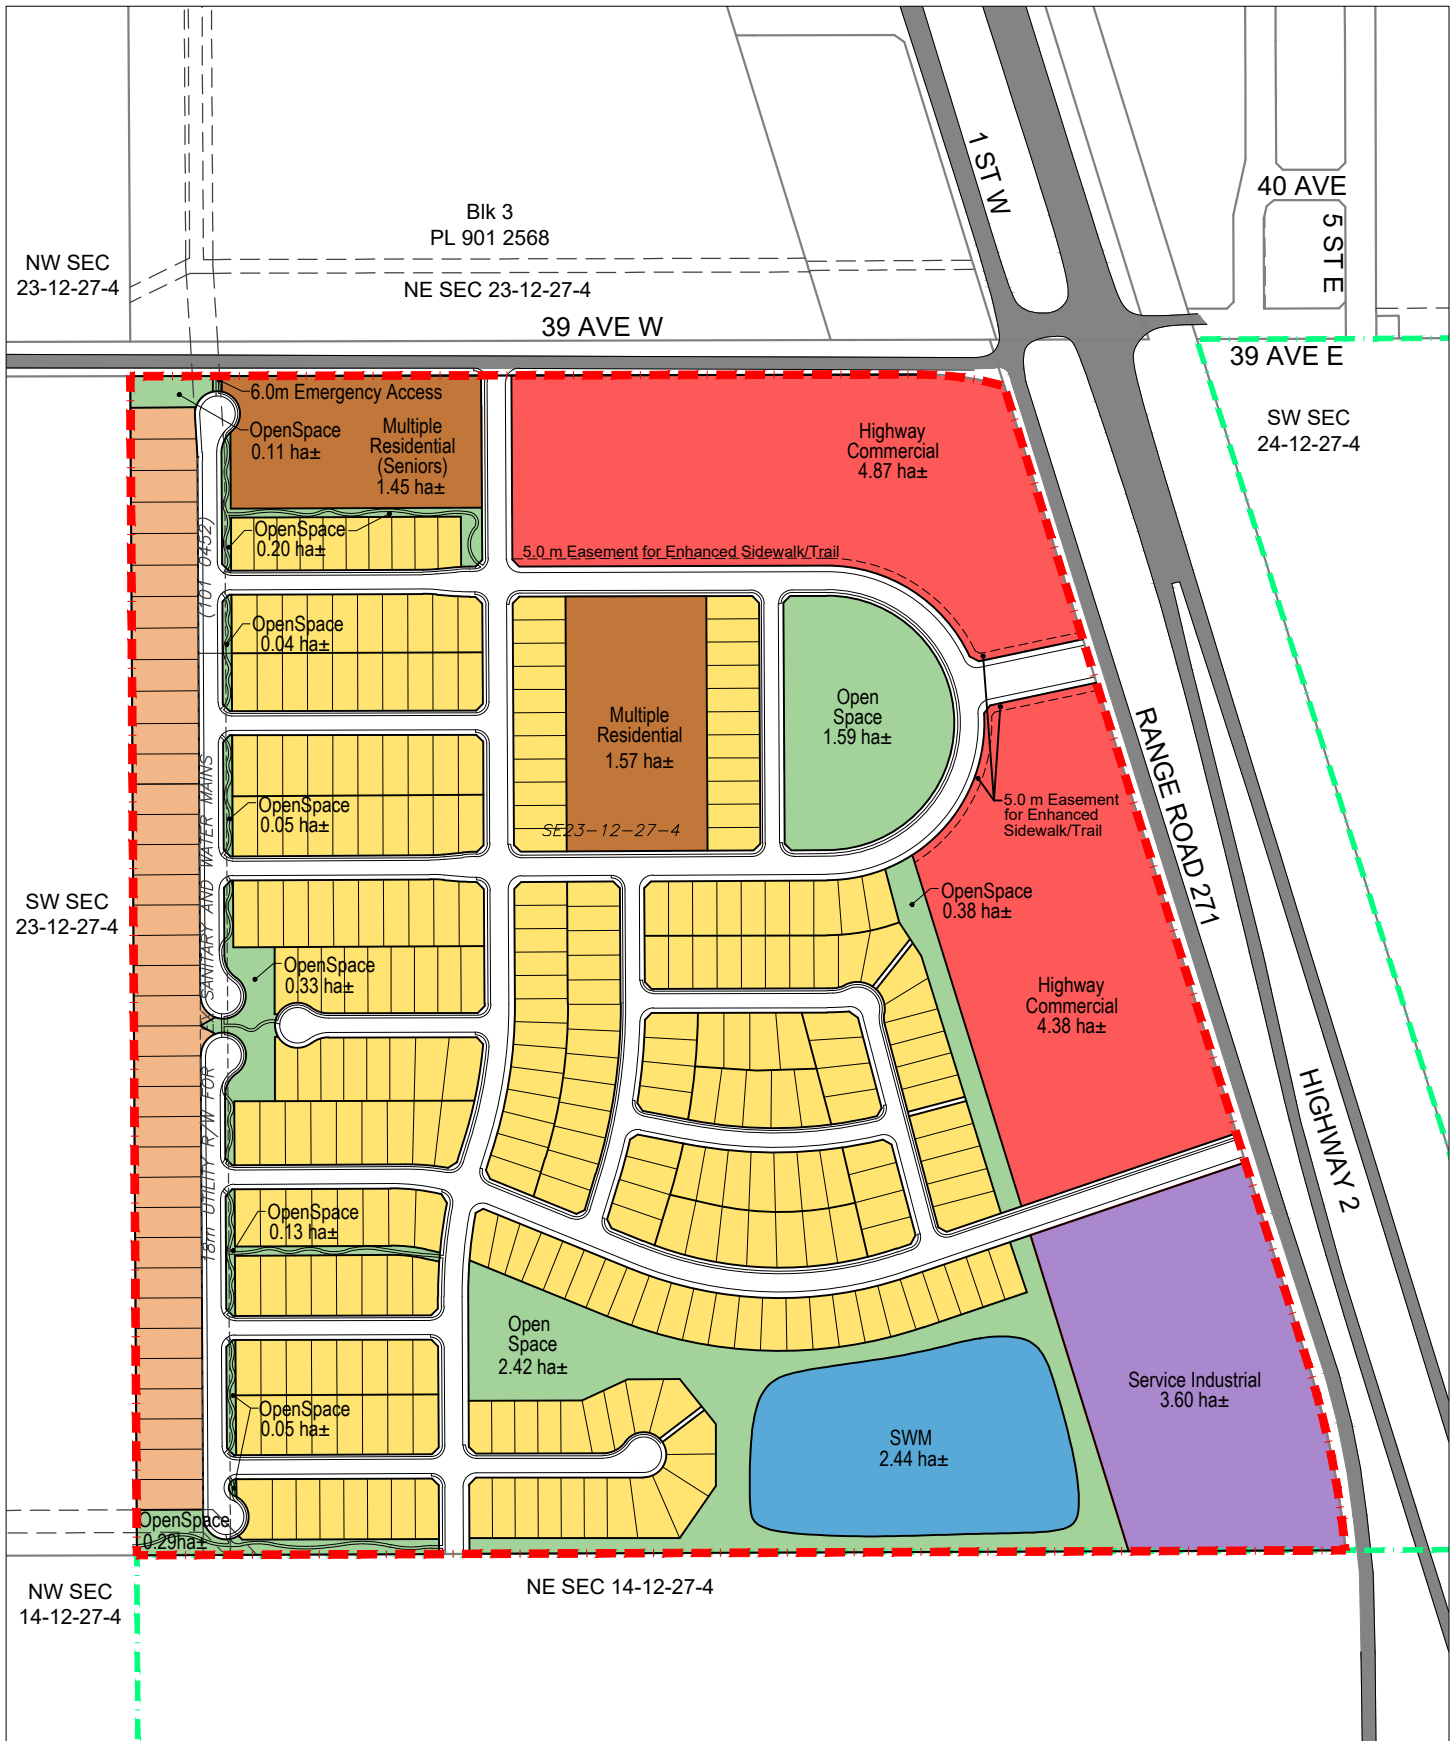 1 ST W
40 AVE
5 ST E
Blk 3
PL 901 2568
NW SEC
23-12-27-4
NE SEC 23-12-27-4
39 AVE W
39 AVE E
SW SEC
24-12-27-4
6.0m Emergency Access
OpenSpace
0.11 ha±
Multiple
Residential
(Seniors)
1.45 ha±
Highway
Commercial
4.87 ha±
OpenSpace
0.20 ha±
5.0 m Easement for Enhanced Sidewalk/Trail
OpenSpace
0.04 ha±
Multiple
Residential
1.57 ha±
Open
Space
1.59 ha±
RANGE ROAD 271
OpenSpace
0.05 ha±
SE23-12-27-4
5.0 m Easement
for Enhanced
Sidewalk/Trail
SW SEC
23-12-27-4
OpenSpace
0.38 ha±
OpenSpace
0.33 ha±
Highway
Commercial
4.38 ha±
HIGHWAY 2
18m UTILITY R/W FOR SANITARY AND WATER MAINS (101 0452)
OpenSpace
0.13 ha±
Open
Space
2.42 ha±
Service Industrial
3.60 ha±
OpenSpace
0.05 ha±
SWM
2.44 ha±
OpenSpace
0.29ha±
NW SEC
14-12-27-4
NE SEC 14-12-27-4